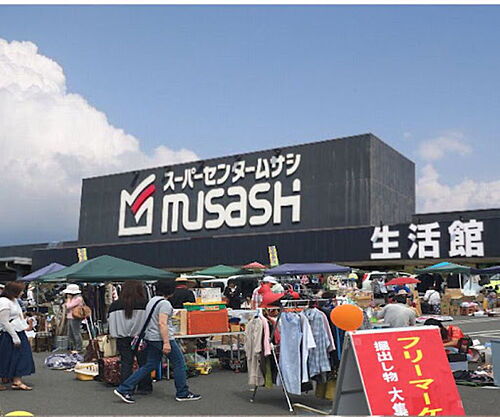 スーパーセンタームサシ
musash
生活館
フリーマーケ
掘出し物大集